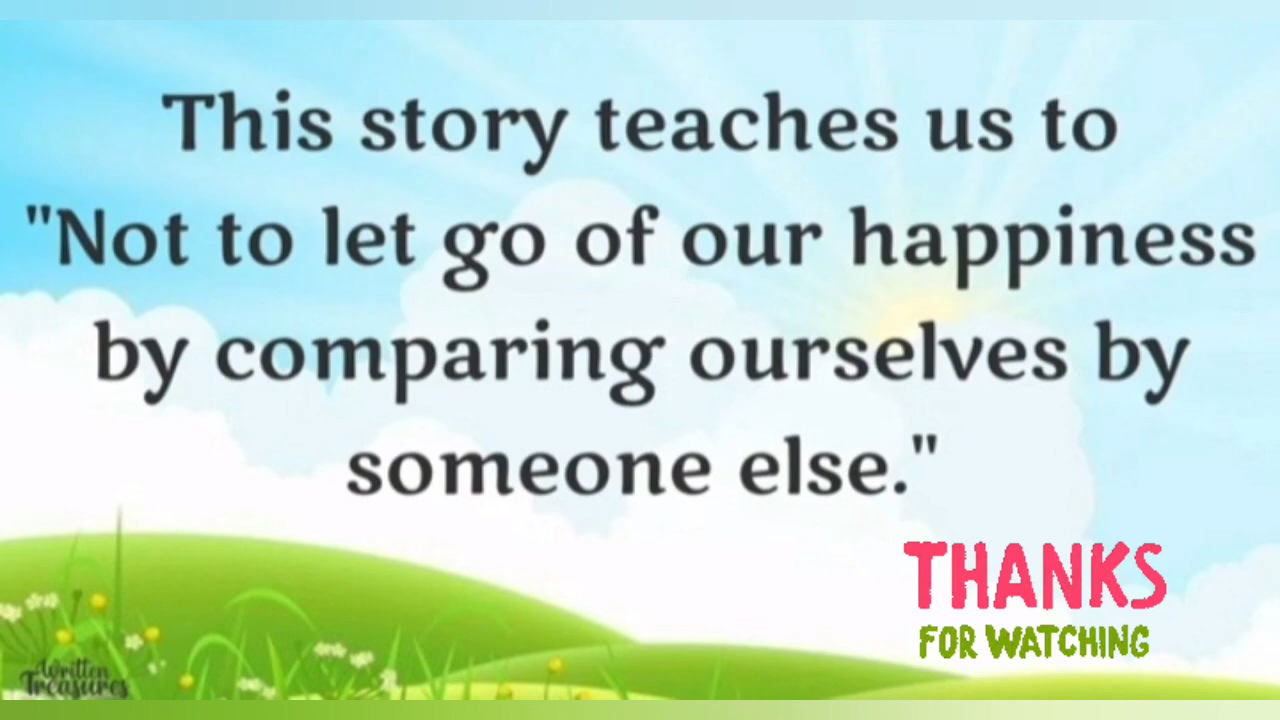 This story teaches us to
"Not to let go of our happiness
by comparing ourselves by
someone else."
THANKS
FOR WATCHING
Written
Treasures